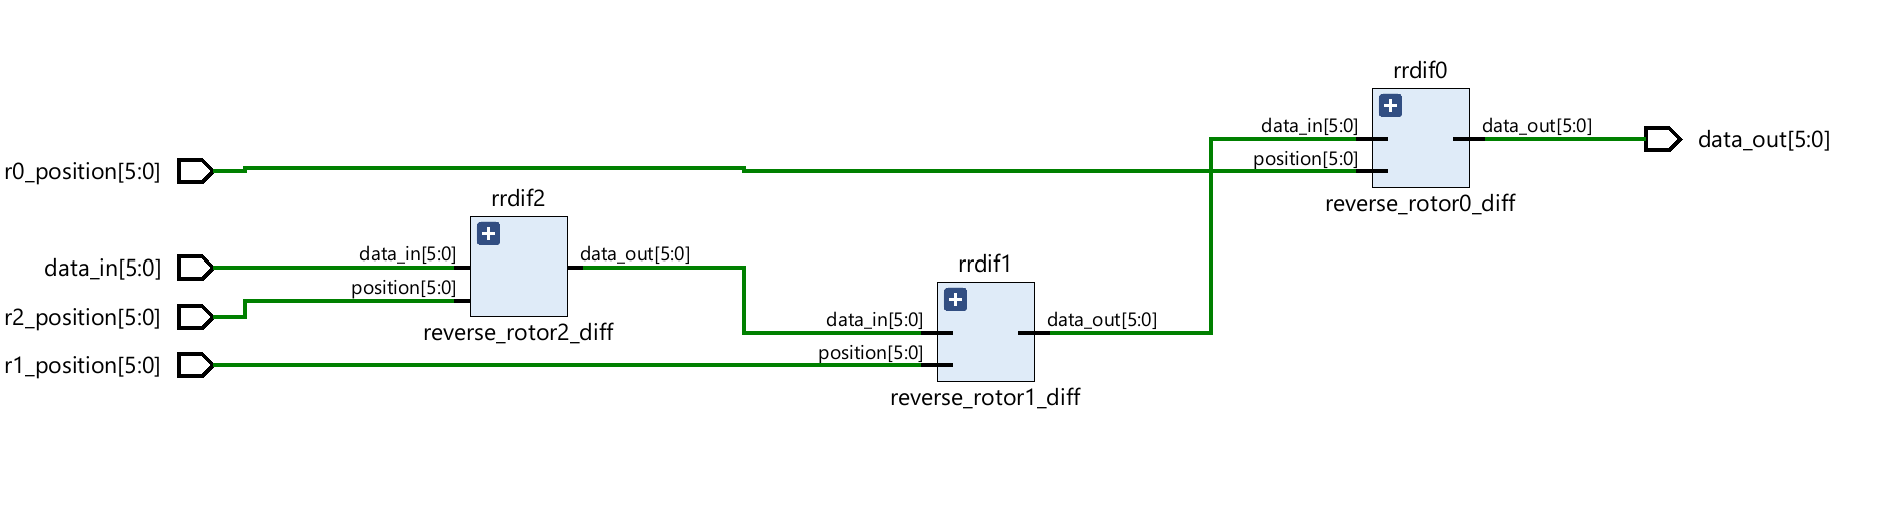 rrdif0
data_in[5:0]
data_out[5:0]
data_out[5:0]
position[5:0]
r0_position[5:0]
reverse_rotor0_diff
rrdif2
data_in[5:0]
data_in[5:0]
data_out[5:0]
position[5:0]
r2_position[5:0]
reverse_rotor2_diff
rrdif1
data_in[5:0]
data_out[5:0]
position[5:0]
r1_position[5:0]
reverse_rotor1_diff